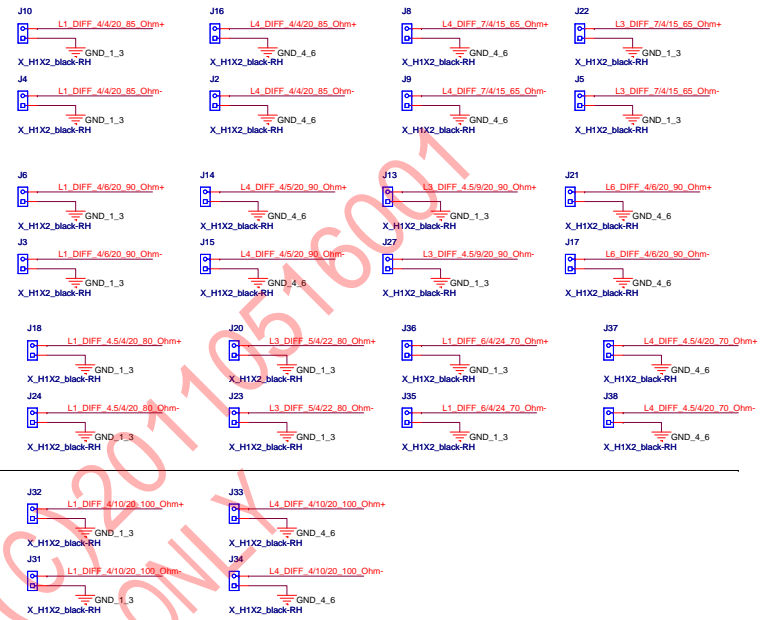 J10 J16 J8 J22
L1_DIFF_4/4/20_85_Ohm+ L4_DIFF_4/4/20_85_Ohm+ L4_DIFF_7/4/15_65_Ohm+ L3_DIFF_7/4/15_65_Ohm+
GND_1_3 GND_4_6 GND_4_6 GND_1_3
X_H1X2_black-RH X_H1X2_black-RH X_H1X2_black-RH X_H1X2_black-RH
J4 J2 J9 J5
L1_DIFF_4/4/20_85_Ohm- L4_DIFF_4/4/20_85_Ohm- L4_DIFF_7/4/15_65_Ohm- L3_DIFF_7/4/15_65_Ohm-
GND_1_3 GND_4_6 GND_4_6 GND_1_3
X_H1X2_black-RH X_H1X2_black-RH X_H1X2_black-RH X_H1X2_black-RH
J6 J14 J13 J21
L1_DIFF_4/6/20_90_Ohm+ L4_DIFF_4/5/20_90_Ohm+ L3_DIFF_4.5/9/20_90_Ohm+ L6_DIFF_4/6/20_90_Ohm+
GND_1_3 GND_4_6 GND_1_3 GND_4_6
X_H1X2_black-RH X_H1X2_black-RH X_H1X2_black-RH X_H1X2_black-RH
J3 J15 J27 J17
L1_DIFF_4/6/20_90_Ohm- L4_DIFF_4/5/20_90_Ohm- L3_DIFF_4.5/9/20_90_Ohm- L6_DIFF_4/6/20_90_Ohm-
GND_1_3 GND_4_6 GND_1_3 GND_4_6
X_H1X2_black-RH X_H1X2_black-RH X_H1X2_black-RH X_H1X2_black-RH
J18 J20 J36 J37
L1_DIFF_4.5/4/20_80_Ohm+ L3_DIFF_5/4/22_80_Ohm+ L1_DIFF_6/4/24_70_Ohm+ L4_DIFF_4.5/4/20_70_Ohm+
GND_1_3 GND_1_3 GND_1_3 GND_4_6
X_H1X2_black-RH X_H1X2_black-RH X_H1X2_black-RH X_H1X2_black-RH
J24 J23 J35 J38
L1_DIFF_4.5/4/20_80_Ohm- L3_DIFF_5/4/22_80_Ohm- L1_DIFF_6/4/24_70_Ohm- L4_DIFF_4.5/4/20_70_Ohm-
GND_1_3 GND_1_3 GND_1_3 GND_4_6
X_H1X2_black-RH X_H1X2_black-RH X_H1X2_black-RH X_H1X2_black-RH
J32 J33
L1_DIFF_4/10/20_100_Ohm+ L4_DIFF_4/10/20_100_Ohm+
GND_1_3 GND_4_6
X_H1X2_black-RH X_H1X2_black-RH
J31 J34
L1_DIFF_4/10/20_100_Ohm- L4_DIFF_4/10/20_100_Ohm-
GND_1_3 GND_4_6
X_H1X2_black-RH X_H1X2_black-RH
(C)20110516001
ONLY